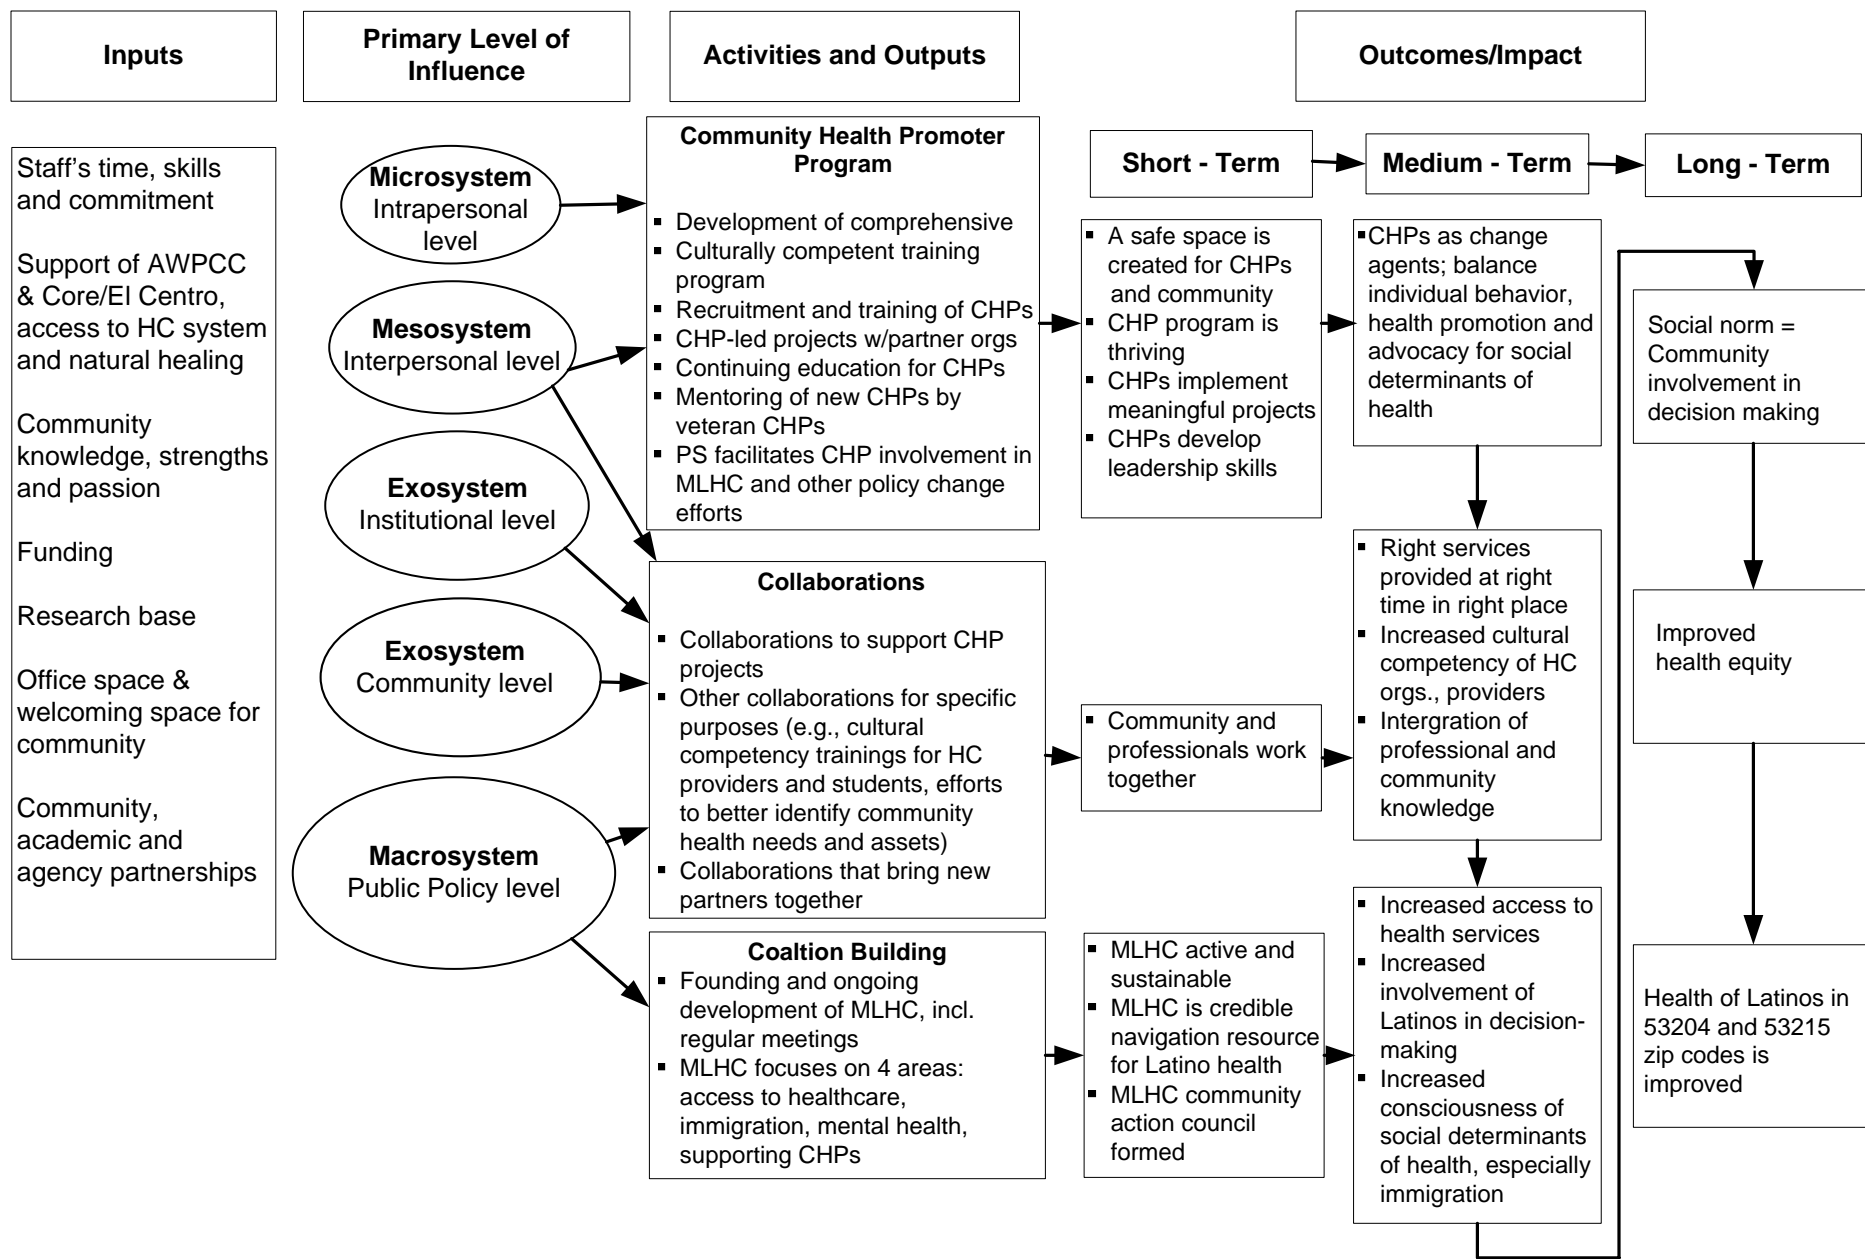 Inputs
Primary Level of
Influence
Activities and Outputs
Outcomes/Impact
Staff's time, skills
and commitment
Support of AWPCC
& Core/El Centro,
access to HC system
and natural healing
Community
knowledge, strengths
and passion
Funding
Research base
Office space &
welcoming space for
community
Community,
academic and
agency partnerships
Microsystem
Intrapersonal
level
Mesosystem
Interpersonal level
Exosystem
Institutional level
Exosystem
Community level
Macrosystem
Public Policy level
Community Health Promoter
Program
▪ Development of comprehensive
▪ Culturally competent training
program
▪ Recruitment and training of CHPs
▪ CHP-led projects w/partner orgs
▪ Continuing education for CHPs
▪ Mentoring of new CHPs by
veteran CHPs
▪ PS facilitates CHP involvement in
MLHC and other policy change
efforts
Collaborations
▪ Collaborations to support CHP
projects
▪ Other collaborations for specific
purposes (e.g., cultural
competency trainings for HC
providers and students, efforts
to better identify community
health needs and assets)
▪ Collaborations that bring new
partners together
Coaltion Building
▪ Founding and ongoing
development of MLHC, incl.
regular meetings
▪ MLHC focuses on 4 areas:
access to healthcare,
immigration, mental health,
supporting CHPs
Short - Term
Medium - Term
Long - Term
▪ A safe space is
created for CHPs
and community
▪ CHP program is
thriving
▪ CHPs implement
meaningful projects
▪ CHPs develop
leadership skills
▪ Community and
professionals work
together
▪ MLHC active and
sustainable
▪ MLHC is credible
navigation resource
for Latino health
▪ MLHC community
action council
formed
▪ CHPs as change
agents; balance
individual behavior,
health promotion and
advocacy for social
determinants of
health
▪ Right services
provided at right
time in right place
▪ Increased cultural
competency of HC
orgs., providers
▪ Intergration of
professional and
community
knowledge
▪ Increased access to
health services
▪ Increased
involvement of
Latinos in decision-
making
▪ Increased
consciousness of
social determinants
of health, especially
immigration
Social norm =
Community
involvement in
decision making
Improved
health equity
Health of Latinos in
53204 and 53215
zip codes is
improved